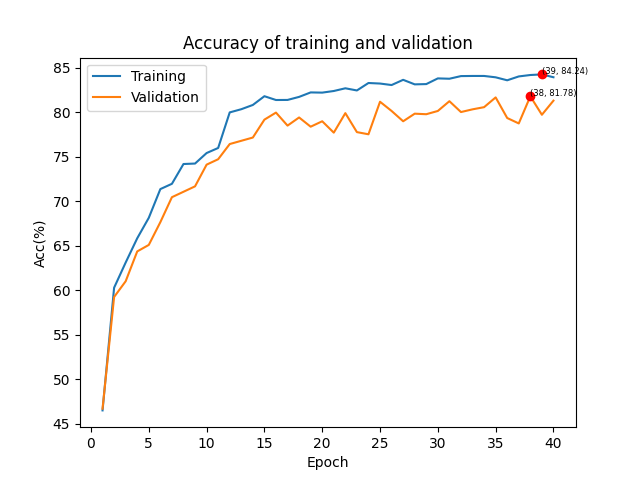 Accuracy of training and validation
Training
Validation
(39, 84.24)
(38, 81.78)
85
80
75
70
65
60
55
50
45
Acc(%)
0 5 10 15 20 25 30 35 40
Epoch